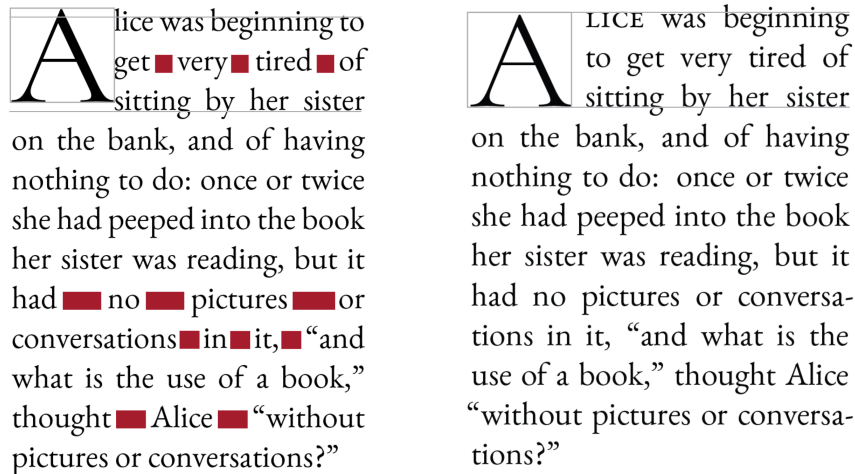 Alice was beginning to
get very tired of
sitting by her sister
on the bank, and of having
nothing to do: once or twice
she had peeped into the book
her sister was reading, but it
had no pictures or
conversations in it, “and
what is the use of a book,”
thought Alice “without
pictures or conversations?”
ALICE was beginning
to get very tired of
sitting by her sister
on the bank, and of having
nothing to do: once or twice
she had peeped into the book
her sister was reading, but it
had no pictures or conversa-
tions in it, “and what is the
use of a book,” thought Alice
“without pictures or conversa-
tions?”